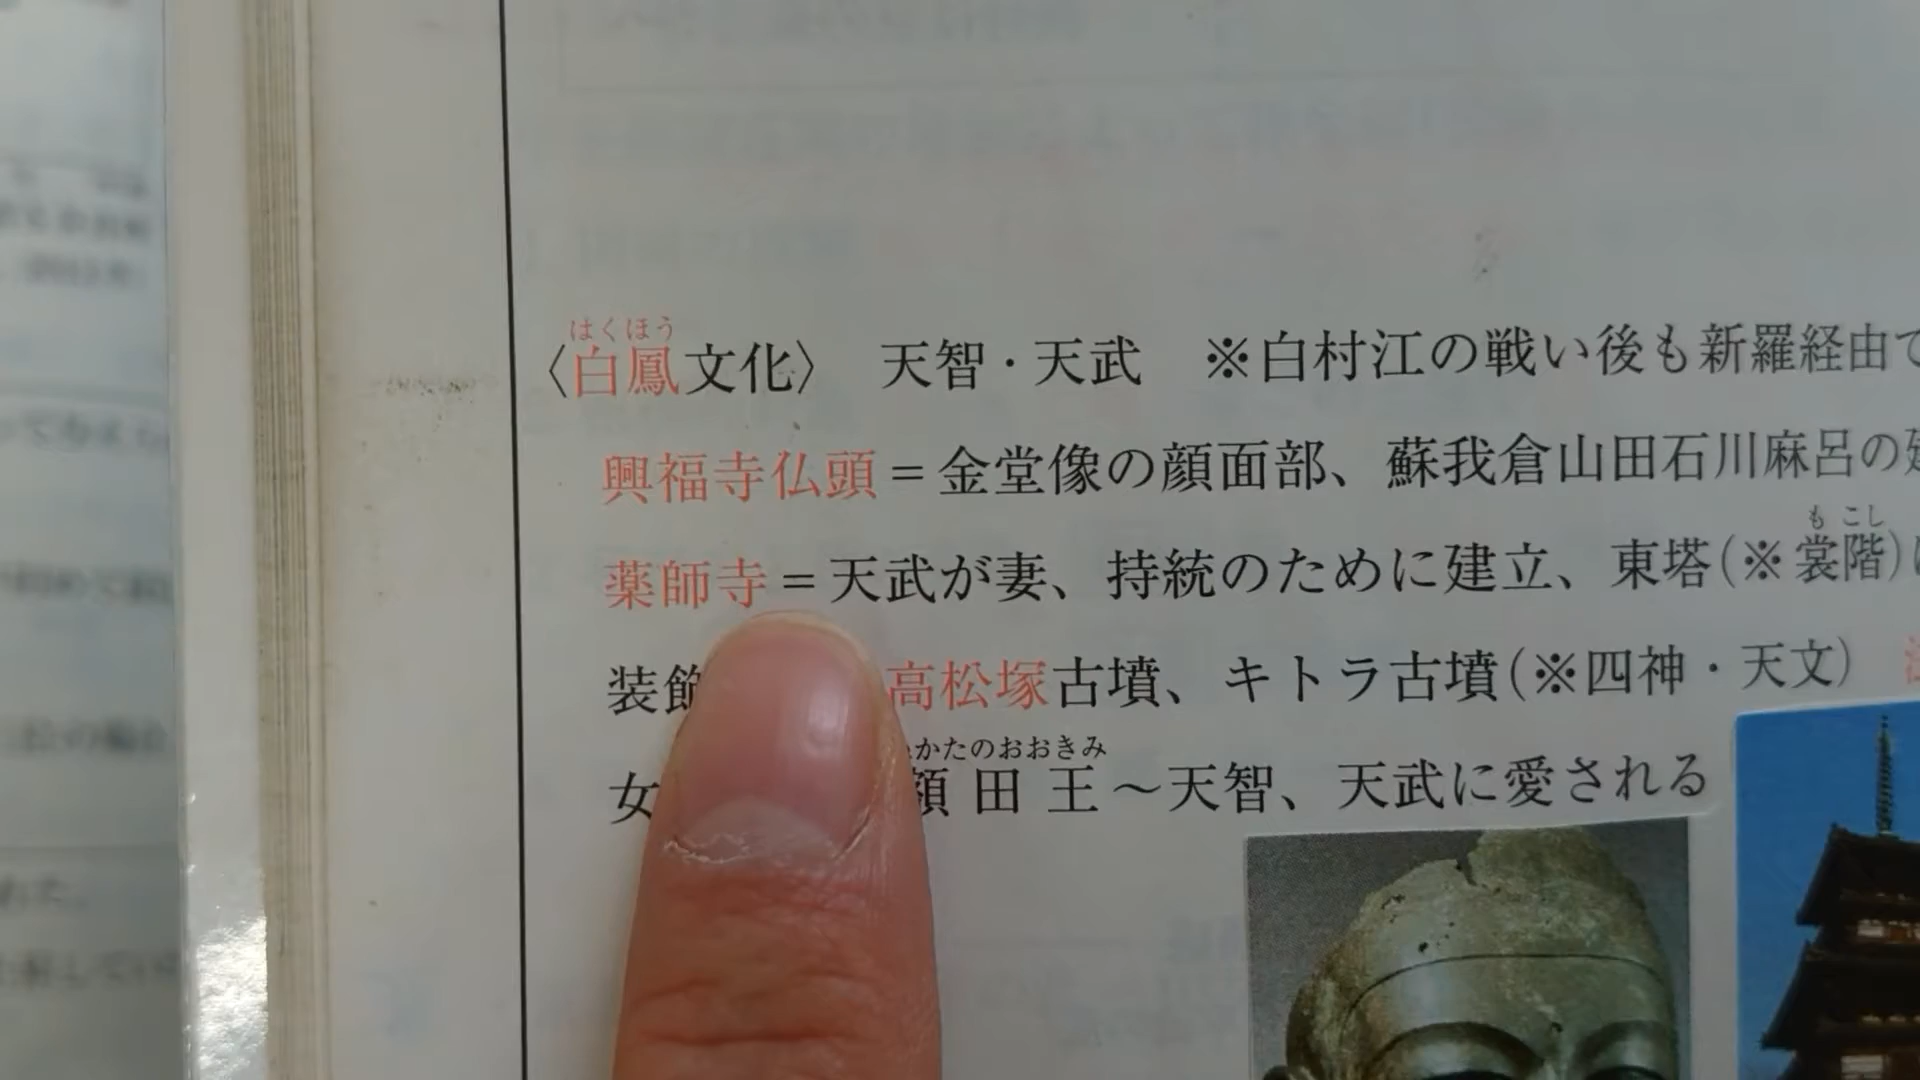 はくほう
〈白鳳文化〉 天智・天武 ※白村江の戦い後も新羅経由で
興福寺仏頭=金堂像の顔面部、蘇我倉山田石川麻呂の
もこし
薬師寺=天武が妻、持統のために建立、東塔(※裳階)
装飾 高松塚古墳、キトラ古墳(※四神・天文)
かたのおおきみ
女 額田王～天智、天武に愛される